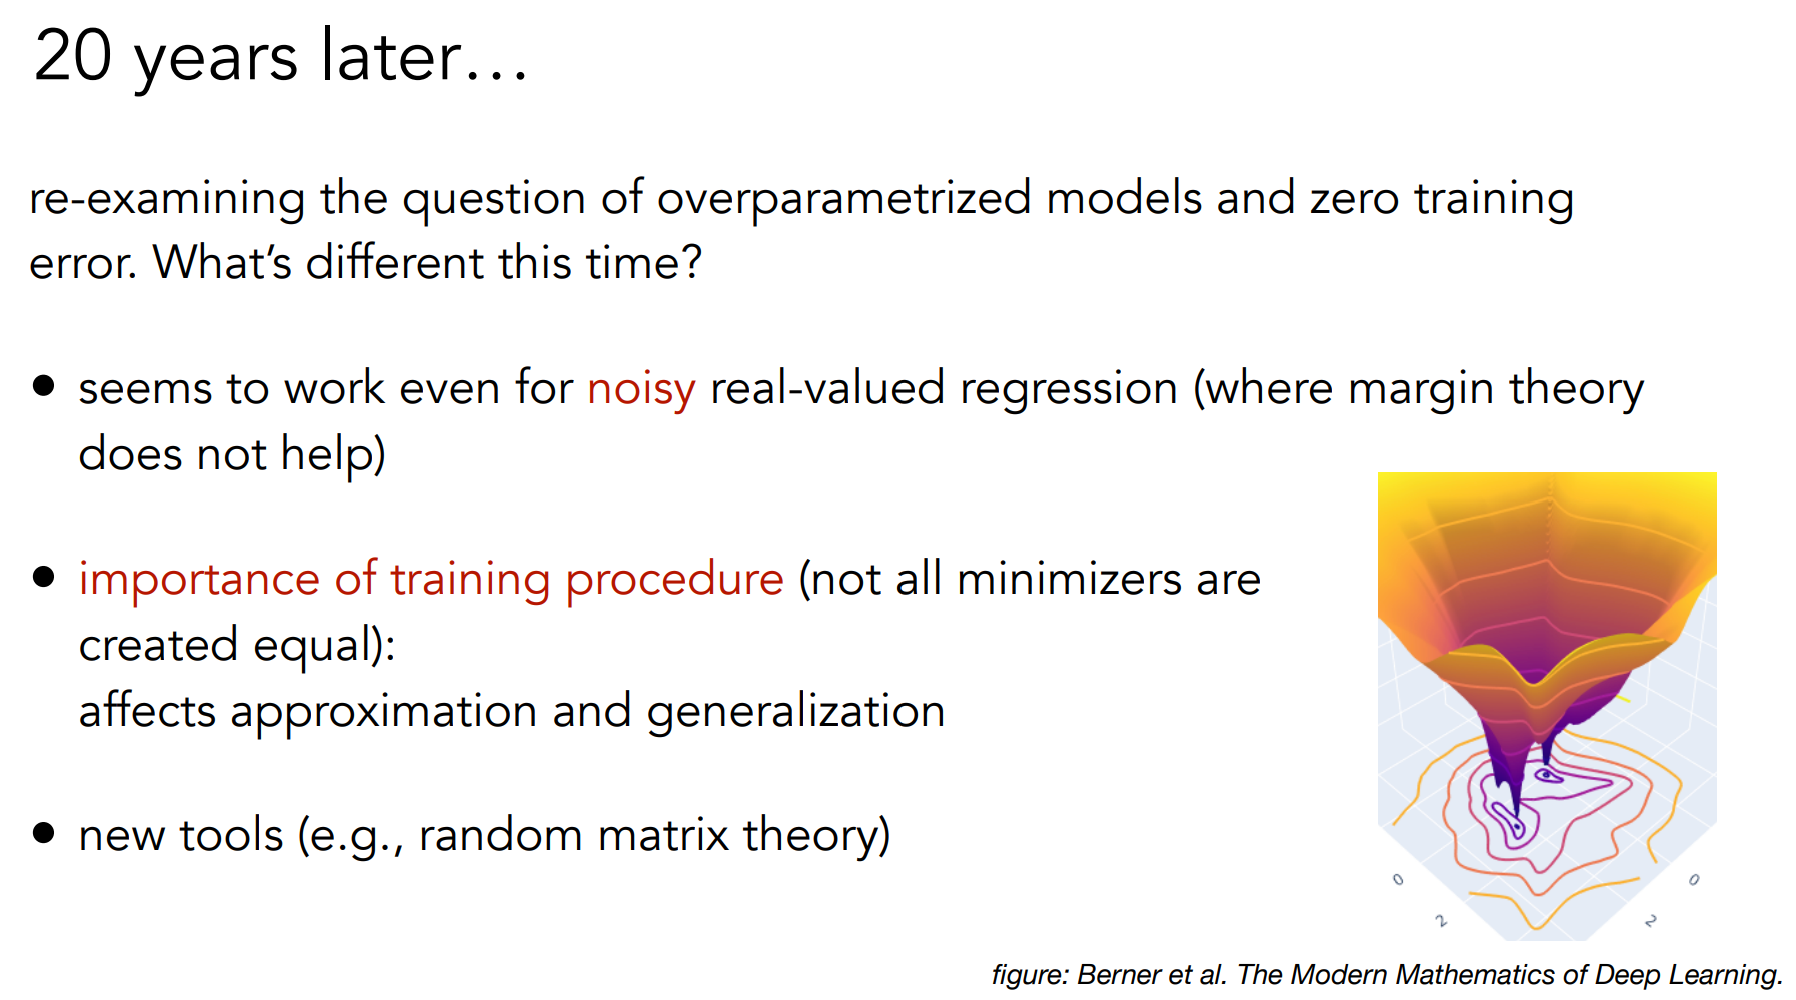 20 years later…
re-examining the question of overparametrized models and zero training
error. What's different this time?
● seems to work even for noisy real-valued regression (where margin theory
does not help)
● importance of training procedure (not all minimizers are
created equal):
affects approximation and generalization
● new tools (e.g., random matrix theory)
0
2
0
2
figure: Berner et al. The Modern Mathematics of Deep Learning.